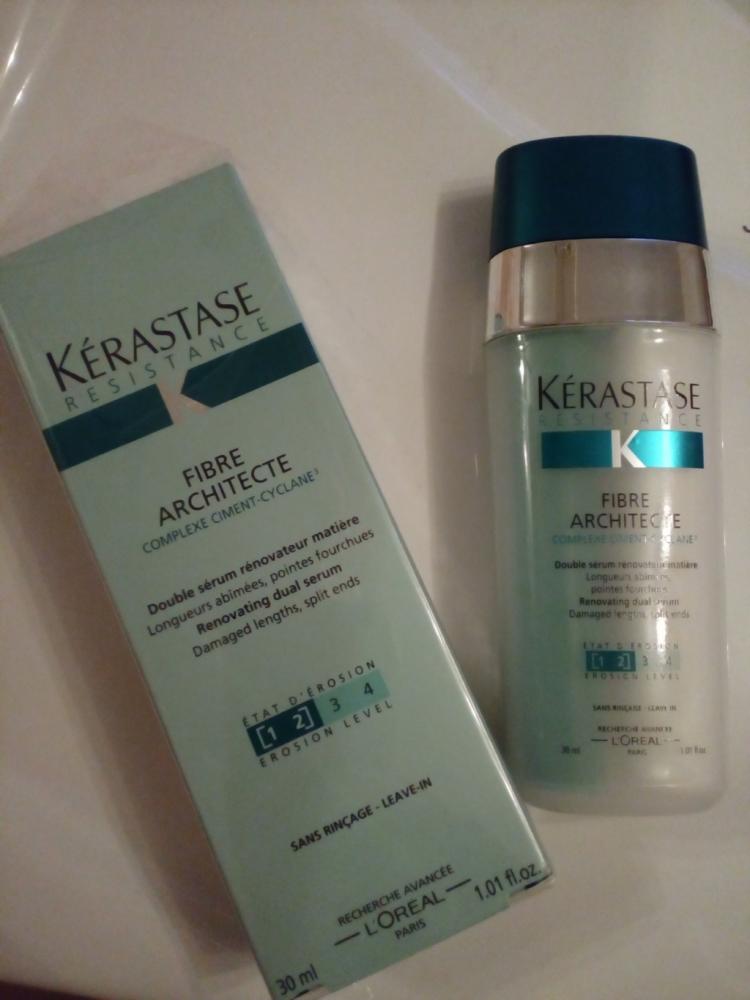 KÉRASTASE
RESISTANCE
FIBRE
ARCHITECTE
COMPLEXE CIMENT-CYCLANE³
Double sérum rénovateur matière
Longueurs abîmées, pointes fourchues
Renovating dual serum
Damaged lengths, split ends
ÉTAT D'ÉROSION
[1 2] 3 4
EROSION LEVEL
SANS RINÇAGE - LEAVE-IN
RECHERCHE AVANCÉE
L'ORÉAL
PARIS
30 ml 1.01 fl.oz.
KÉRASTASE
RESISTANCE
K
FIBRE
ARCHITECTE
COMPLEXE CIMENT-CYCLANE³
Double sérum rénovateur matière
Longueurs abîmées,
pointes fourchues
Renovating dual serum
Damaged lengths, split ends
ÉTAT D'ÉROSION
[1 2] 3 4
EROSION LEVEL
SANS RINÇAGE - LEAVE-IN
RECHERCHE AVANCÉE
L'ORÉAL
PARIS
30 ml 1.01 fl.oz.